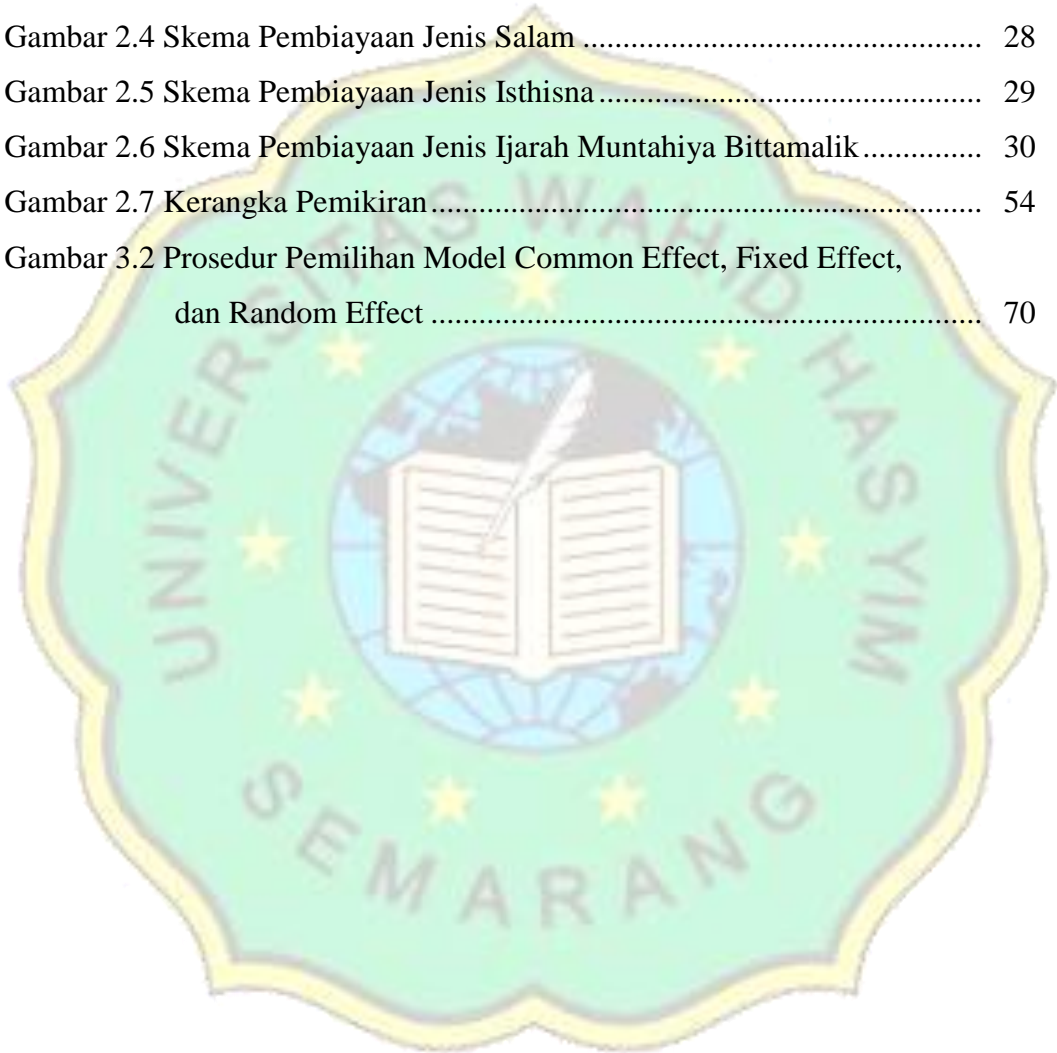 Gambar 2.4 Skema Pembiayaan Jenis Salam ........................................................ 28
Gambar 2.5 Skema Pembiayaan Jenis Isthisna ...................................................... 29
Gambar 2.6 Skema Pembiayaan Jenis Ijarah Muntahiya Bittamalik ............... 30
Gambar 2.7 Kerangka Pemikiran ............................................................................ 54
Gambar 3.2 Prosedur Pemilihan Model Common Effect, Fixed Effect,
dan Random Effect ............................................................................ 70
UNIVERSITAS WAHID HASYIM
SEMARANG